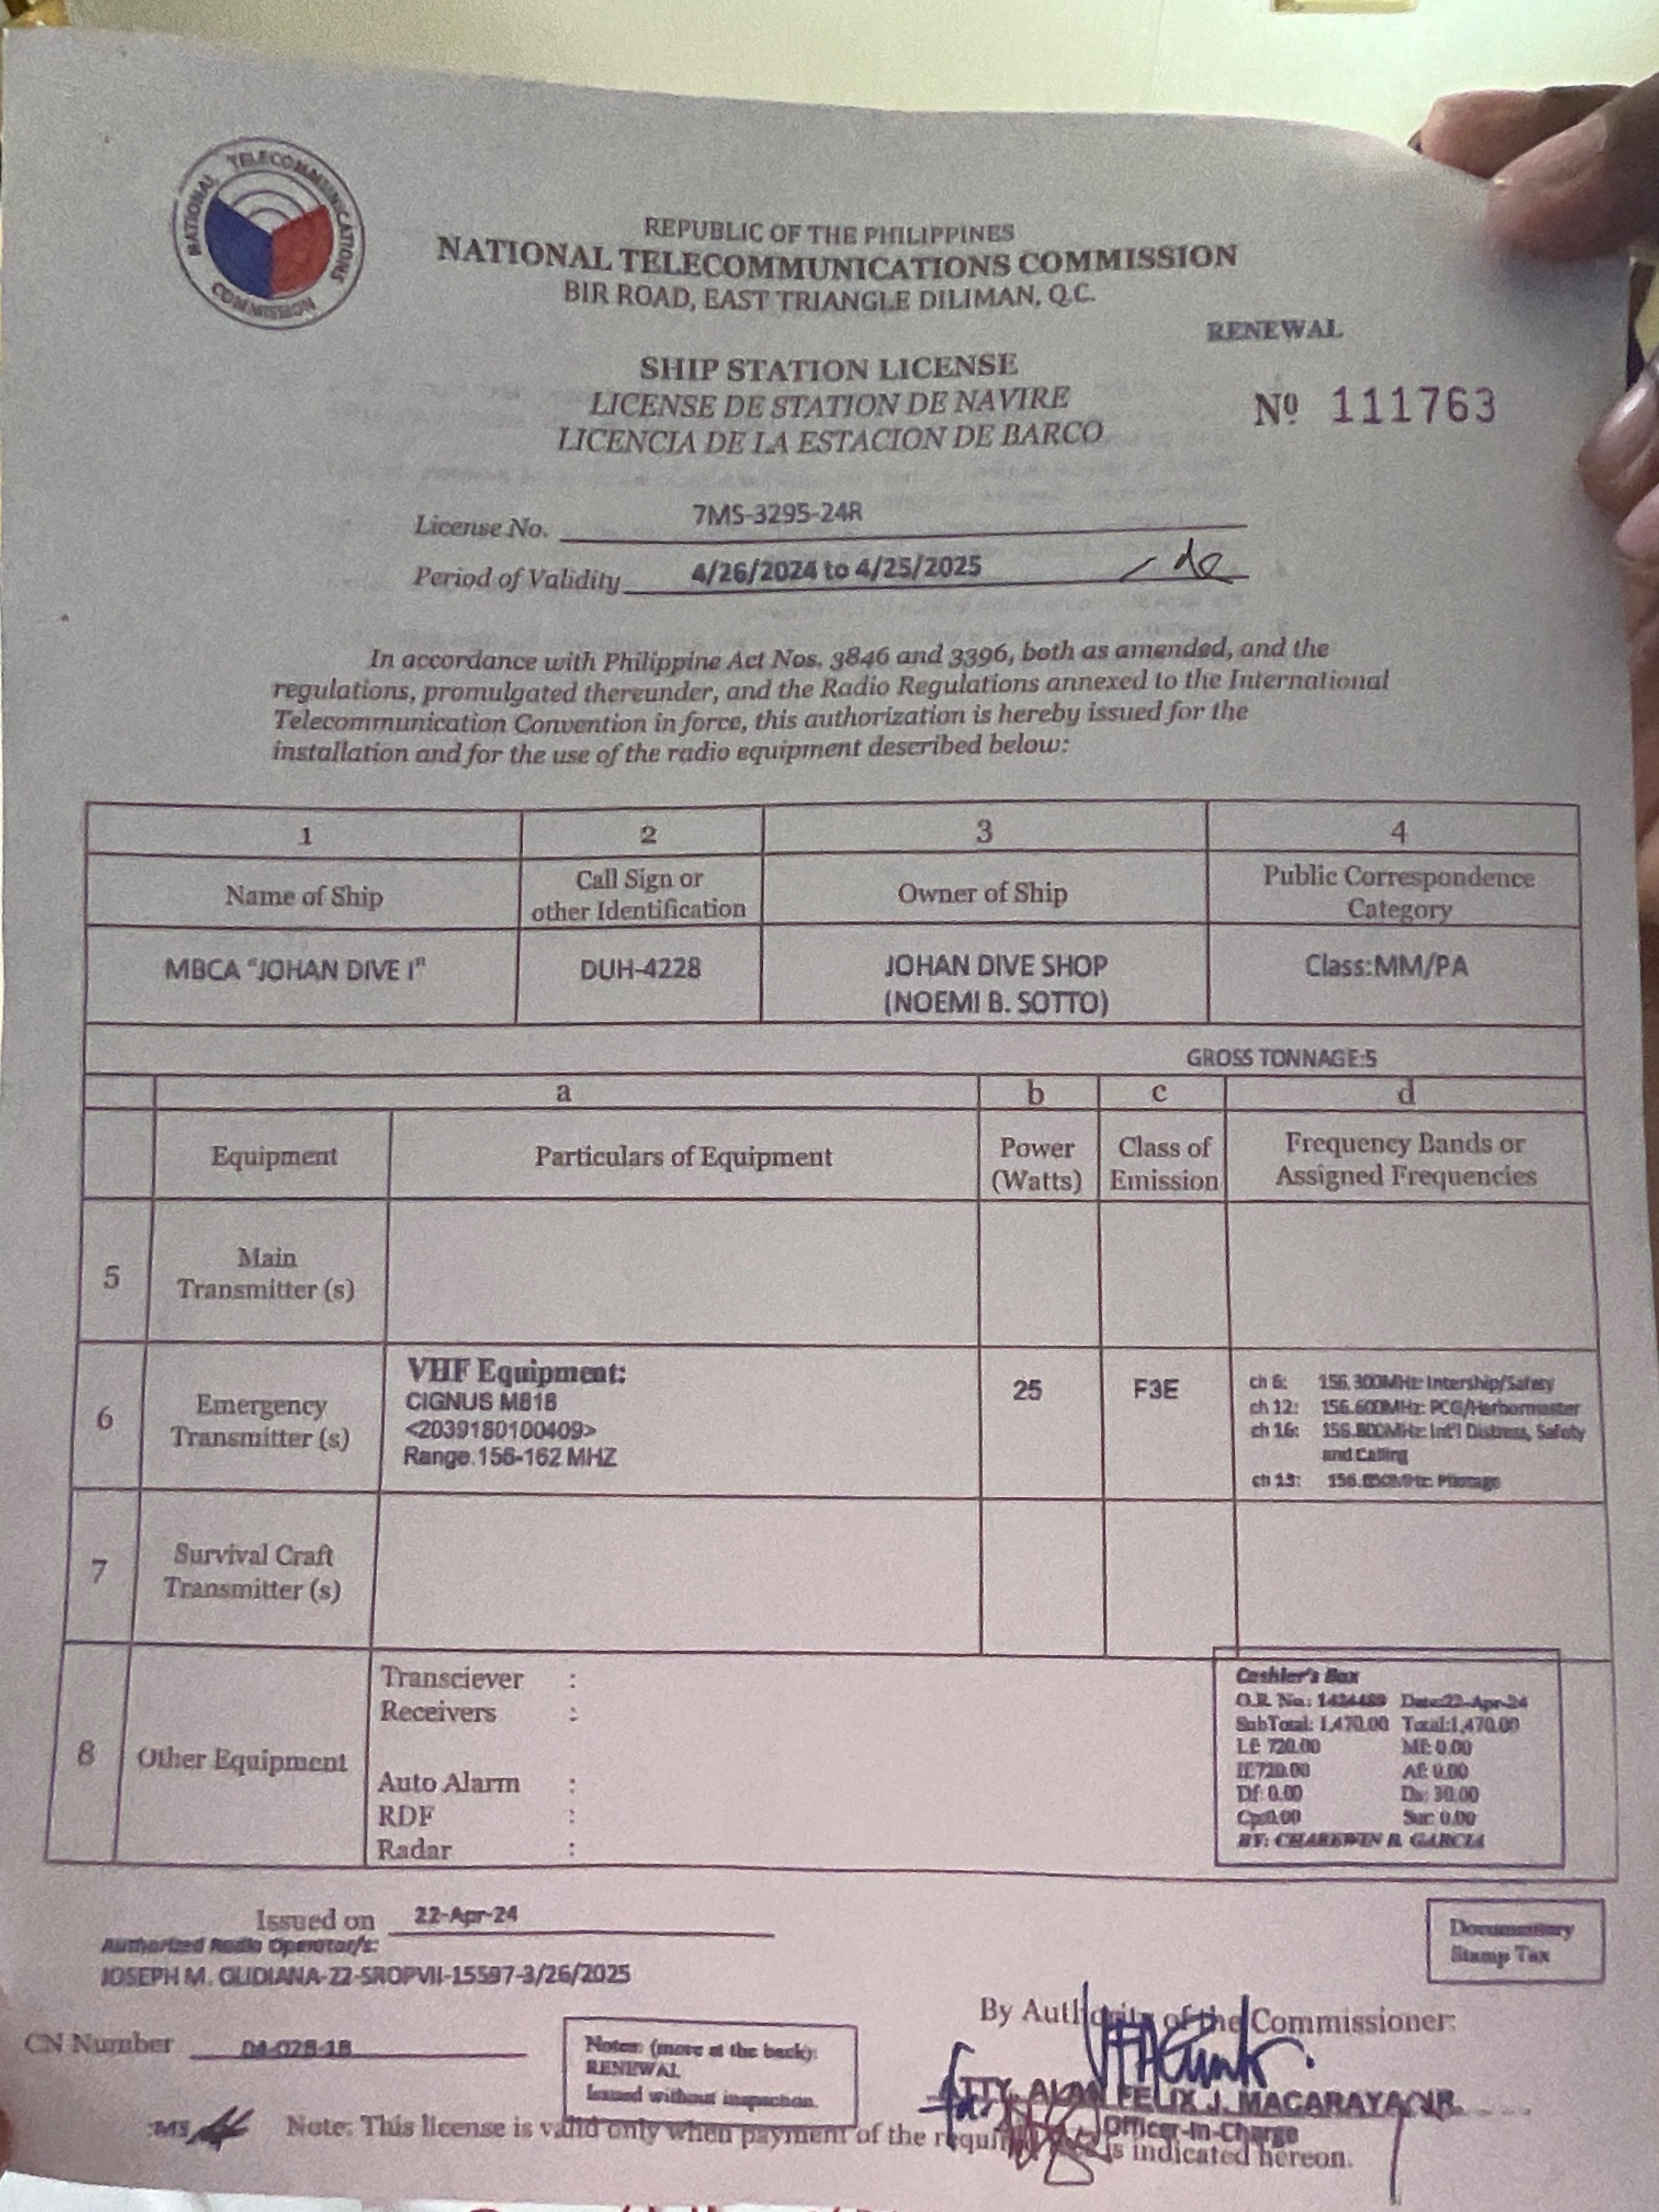 NATIONAL TELECOMMUNICATIONS COMMISSION
REPUBLIC OF THE PHILIPPINES
NATIONAL TELECOMMUNICATIONS COMMISSION
BIR ROAD, EAST TRIANGLE DILIMAN, Q.C.
RENEWAL
SHIP STATION LICENSE
LICENSE DE STATION DE NAVIRE
LICENCIA DE LA ESTACION DE BARCO
Nº 111763
License No. 7MS-3295-24R
Period of Validity 4/26/2024 to 4/25/2025
In accordance with Philippine Act Nos. 3846 and 3396, both as amended, and the
regulations, promulgated thereunder, and the Radio Regulations annexed to the International
Telecommunication Convention in force, this authorization is hereby issued for the
installation and for the use of the radio equipment described below:
1 2 3 4
Name of Ship
Call Sign or
other Identification
Owner of Ship
Public Correspondence
Category
MBCA "JOHAN DIVE I"
DUH-4228
JOHAN DIVE SHOP
(NOEMI B. SOTTO)
Class:MM/PA
GROSS TONNAGE:5
a b c d
Equipment
Particulars of Equipment
Power
(Watts)
Class of
Emission
Frequency Bands or
Assigned Frequencies
5
Main
Transmitter (s)
6
Emergency
Transmitter (s)
VHF Equipment:
CIGNUS M818
<2039180100409>
Range:156-162 MHZ
25
F3E
ch 6: 156.300MHz: Intership/Safety
ch 12: 156.600MHz: PCG/Harbormaster
ch 16: 156.800MHz: Int'l Distress, Safety
and Calling
156.650MHz: Pilotage
7
Survival Craft
Transmitter (s)
8
Other Equipment
Transciever :
Receivers :
Auto Alarm :
RDF :
Radar :
Cashier's Box
O.R. No.: Date:22-Apr-24
SubTotal: 1,470.00 Total:1,470.00
LF: 720.00 MF: 0.00
IF:720.00 AF: 0.00
Df: 0.00 Ds: 30.00
Cp:0.00 Sur: 0.00
BY: CHAREWIN R. GARCIA
Issued on 22-Apr-24
Authorized Radio Operator/s:
JOSEPH M. OLIDIANA-22-SROPVII-15597-3/26/2025
Documentary
Stamp Tax
By Authority of the Commissioner:
CN Number 04-028-18
Notes: (more at the back):
RENEWAL
Issued without inspection.
ATTY. ALAN FELIX J. MACARAYA, JR.
Officer-In-Charge
MS
Note: This license is valid only when payment of the required is indicated hereon.